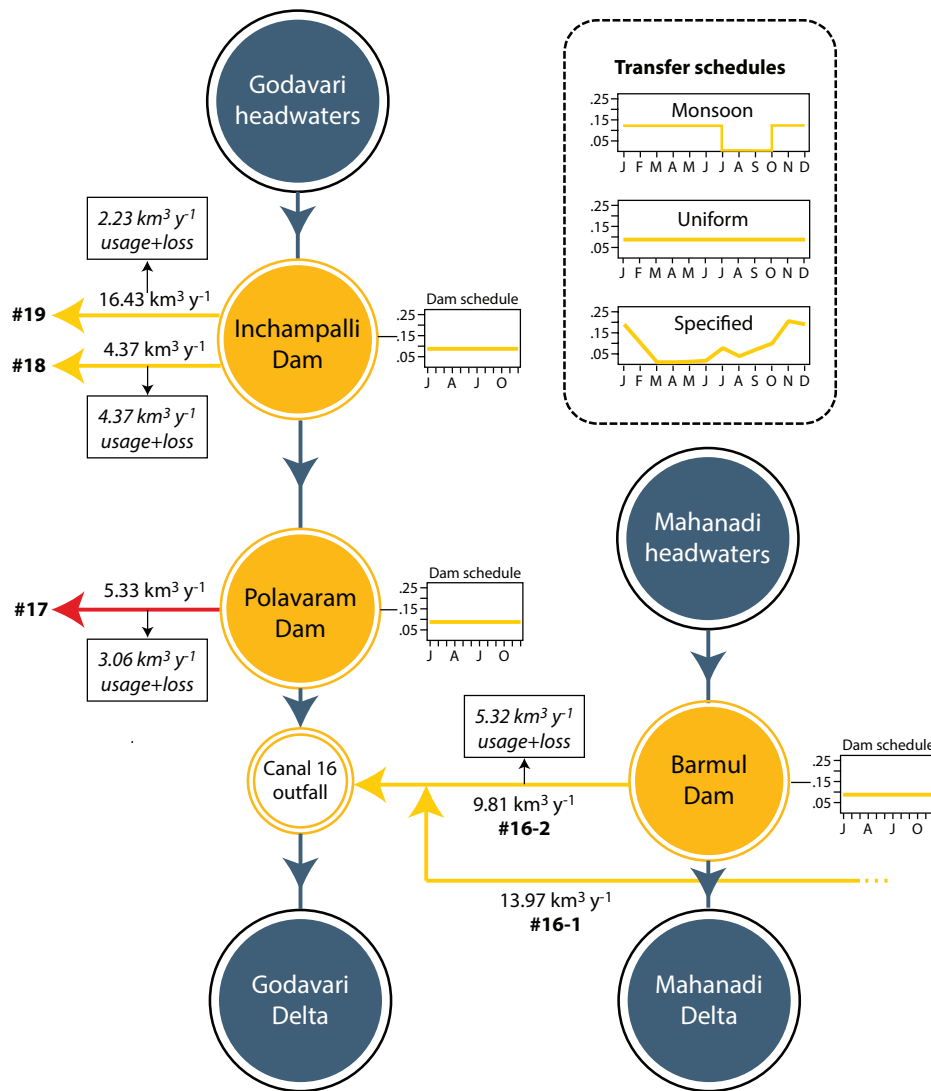 Godavari
headwaters
Transfer schedules
.25
.15
.05
Monsoon
J F M A M J J A S O N D
.25
.15
.05
Uniform
J F M A M J J A S O N D
.25
.15
.05
Specified
J F M A M J J A S O N D
2.23 km³ y⁻¹
usage+loss
#19
16.43 km³ y⁻¹
#18
4.37 km³ y⁻¹
4.37 km³ y⁻¹
usage+loss
Inchampalli
Dam
Dam schedule
.25
.15
.05
J A J O
Mahanadi
headwaters
#17
5.33 km³ y⁻¹
3.06 km³ y⁻¹
usage+loss
Polavaram
Dam
Dam schedule
.25
.15
.05
J A J O
5.32 km³ y⁻¹
usage+loss
Canal 16
outfall
9.81 km³ y⁻¹
#16-2
Barmul
Dam
Dam schedule
.25
.15
.05
J A J O
13.97 km³ y⁻¹
#16-1
Godavari
Delta
Mahanadi
Delta